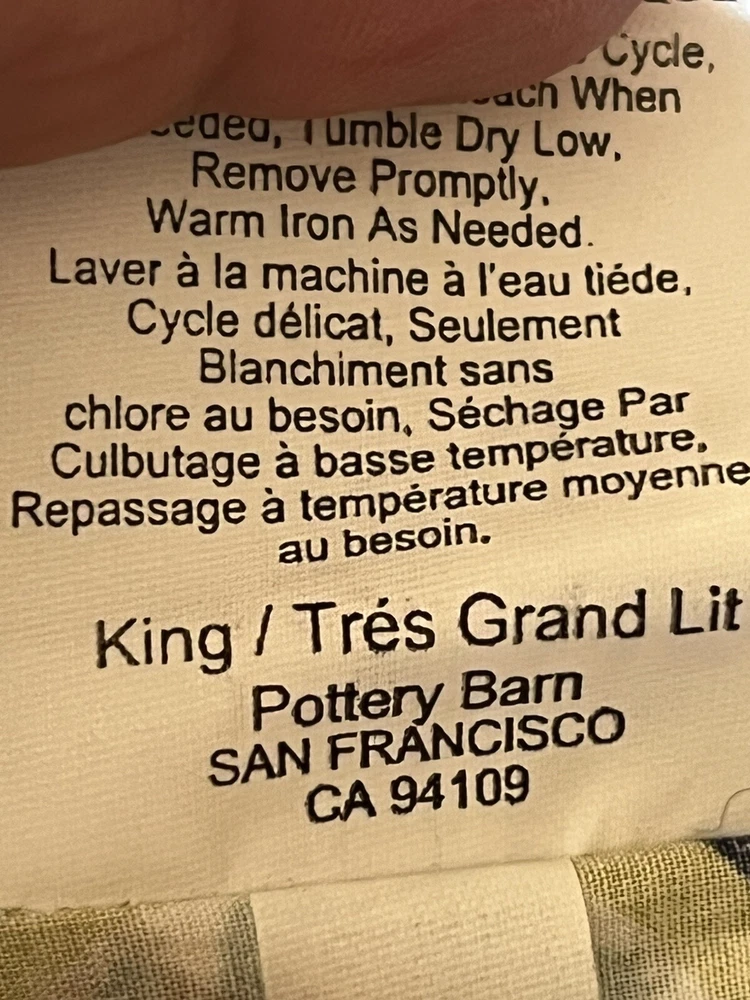 Cycle,
When
Tumble Dry Low,
Remove Promptly,
Warm Iron As Needed.
Laver à la machine à l'eau tiéde,
Cycle délicat, Seulement
Blanchiment sans
chlore au besoin, Séchage Par
Culbutage à basse température,
Repassage à température moyenne
au besoin.
King / Trés Grand Lit
Pottery Barn
SAN FRANCISCO
CA 94109